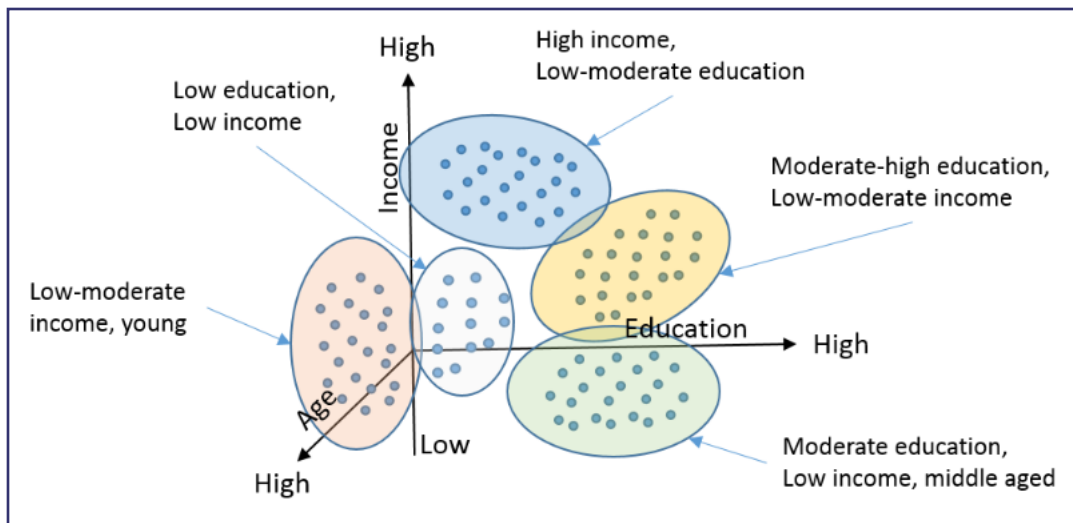 High
High income,
Low-moderate education
Low education,
Low income
Income
Moderate-high education,
Low-moderate income
Low-moderate
income, young
Education
High
Age
Low
High
Moderate education,
Low income, middle aged